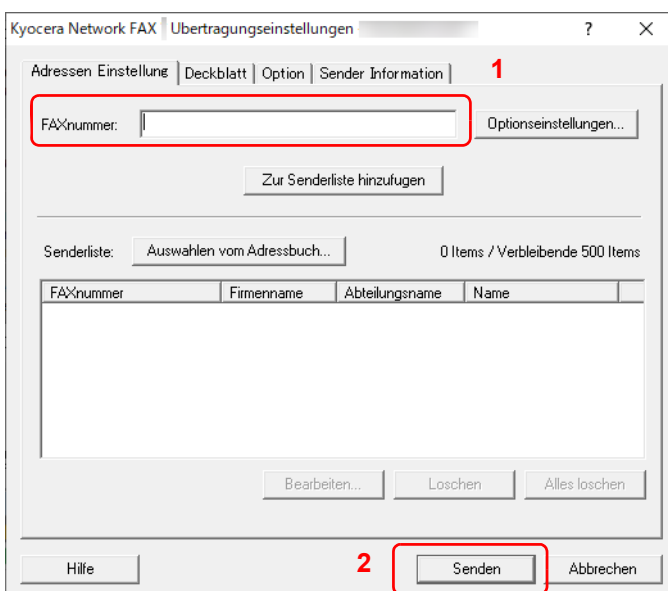 Kyocera Network FAX Ubertragungseinstellungen ?
Adressen Einstellung Deckblatt Option Sender Information 1
FAXnummer: Optionseinstellungen...
Zur Senderliste hinzufugen
Senderliste: Auswahlen vom Adressbuch... 0 Items / Verbleibende 500 Items
FAXnummer Firmenname Abteilungsname Name
Bearbeiten... Loschen Alles loschen
Hilfe 2 Senden Abbrechen